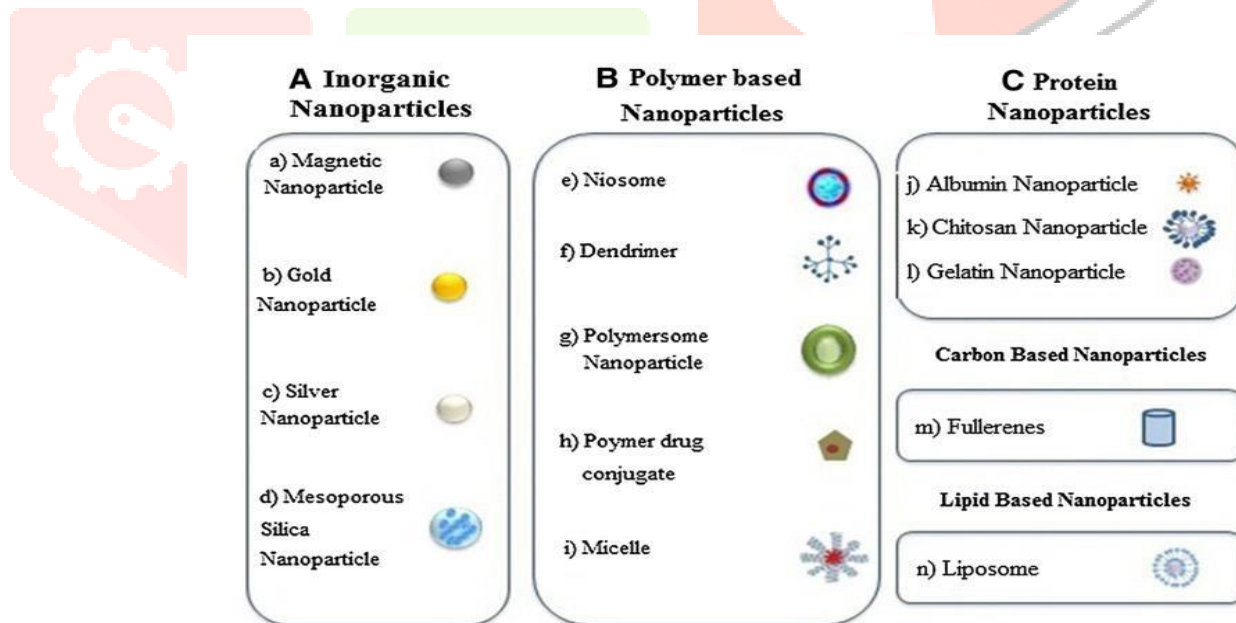 A Inorganic
Nanoparticles
a) Magnetic
Nanoparticle
b) Gold
Nanoparticle
c) Silver
Nanoparticle
d) Mesoporous
Silica
Nanoparticle
B Polymer based
Nanoparticles
e) Niosome
f) Dendrimer
g) Polymersome
Nanoparticle
h) Poymer drug
conjugate
i) Micelle
C Protein
Nanoparticles
j) Albumin Nanoparticle
k) Chitosan Nanoparticle
l) Gelatin Nanoparticle
Carbon Based Nanoparticles
m) Fullerenes
Lipid Based Nanoparticles
n) Liposome